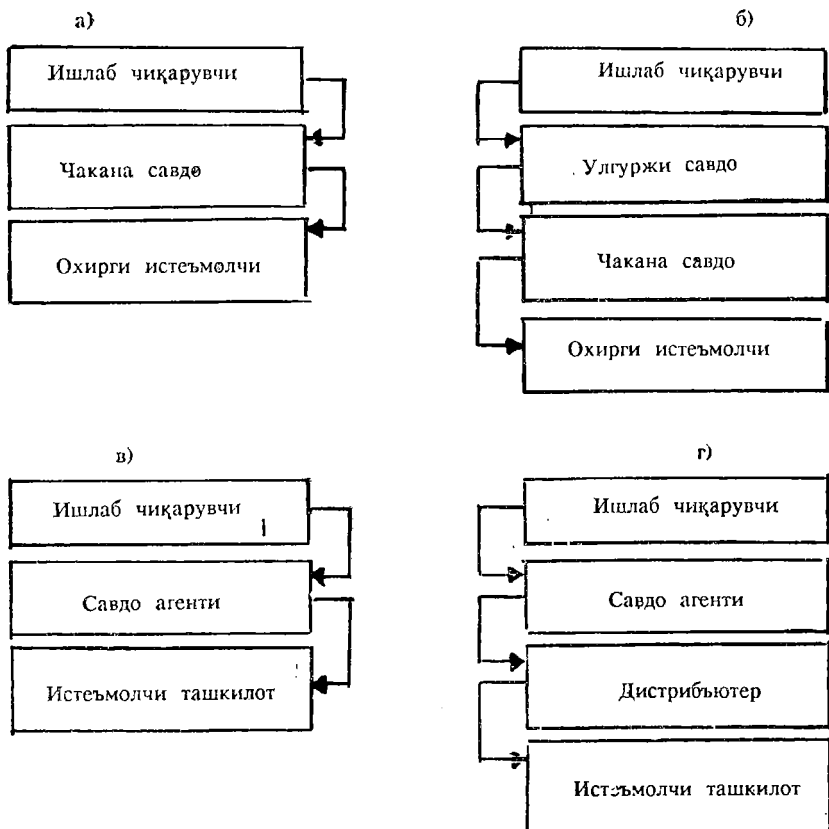 а)
Ишлаб чиқарувчи
Чакана савдо
Охирги истеъмолчи
б)
Ишлаб чиқарувчи
Улгуржи савдо
Чакана савдо
Охирги истеъмолчи
в)
Ишлаб чиқарувчи
Савдо агенти
Истеъмолчи ташкилот
г)
Ишлаб чиқарувчи
Савдо агенти
Дистрибъютер
Истеъмолчи ташкилот